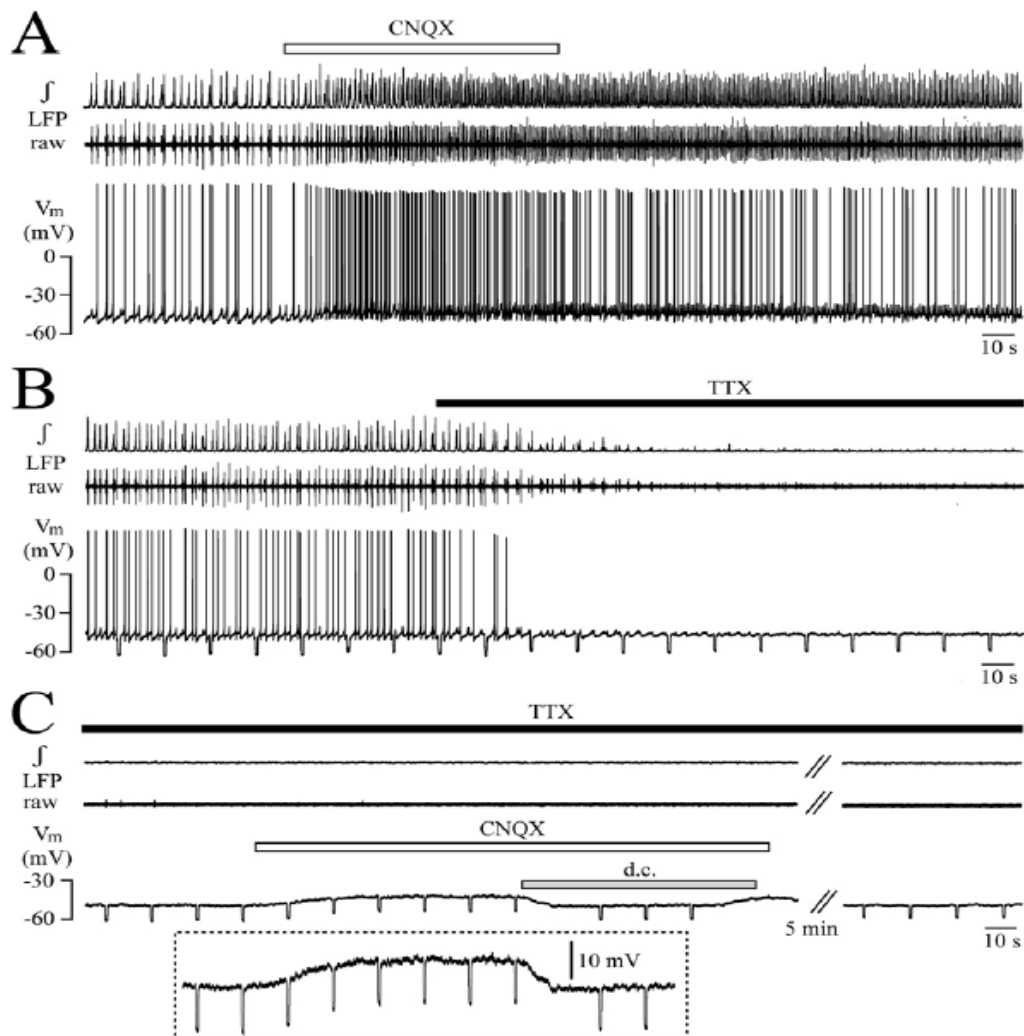 A
CNQX
∫
LFP
raw
Vm
(mV)
0
-30
-60
10 s
B
TTX
∫
LFP
raw
Vm
(mV)
0
-30
-60
10 s
C
TTX
∫
LFP
raw
CNQX
Vm
(mV)
d.c.
-30
-60
5 min
10 s
10 mV